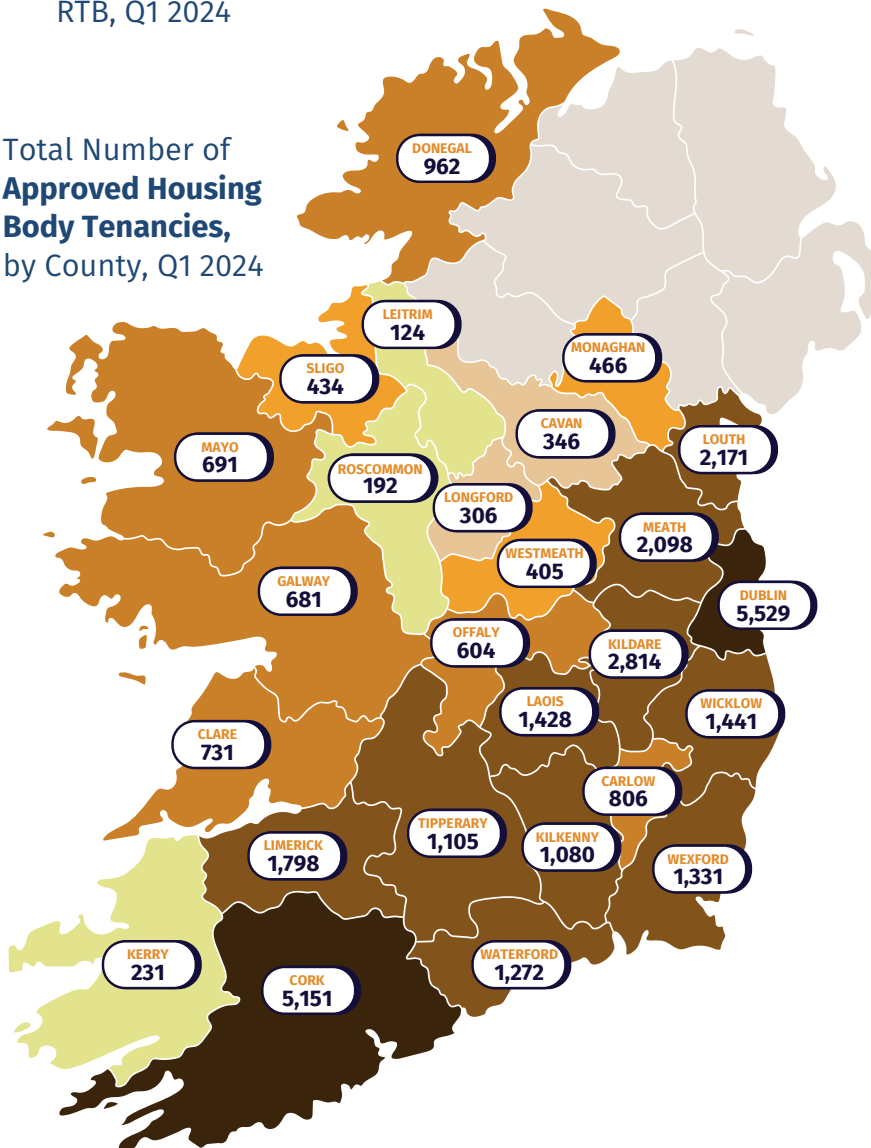 RTB, Q1 2024
Total Number of
Approved Housing
Body Tenancies,
by County, Q1 2024
DONEGAL
962
LEITRIM
124
MONAGHAN
466
SLIGO
434
CAVAN
346
LOUTH
2,171
MAYO
691
ROSCOMMON
192
LONGFORD
306
MEATH
2,098
WESTMEATH
405
GALWAY
681
DUBLIN
5,529
OFFALY
604
KILDARE
2,814
LAOIS
1,428
WICKLOW
1,441
CLARE
731
CARLOW
806
TIPPERARY
1,105
KILKENNY
1,080
LIMERICK
1,798
WEXFORD
1,331
KERRY
231
WATERFORD
1,272
CORK
5,151